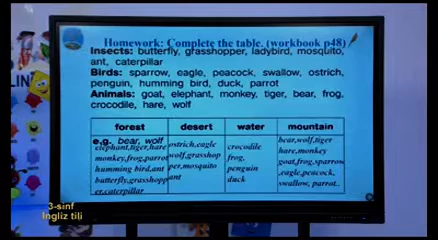 Homework: Complete the table. (workbook p48)
Insects: butterfly, grasshopper, ladybird, mosquito,
ant, caterpillar
Birds: sparrow, eagle, peacock, swallow, ostrich,
penguin, humming bird, duck, parrot
Animals: goat, elephant, monkey, tiger, bear, frog,
crocodile, hare, wolf
forest desert water mountain
e.g. bear, wolf
elephant,tiger,hare
monkey,frog,parrot
humming bird,ant
butterfly,grasshopp
er,caterpillar
ostrich,eagle
wolf,grasshop
per,mosquito
ant
crocodile
frog,
penguin
duck
bear,wolf,tiger
hare,monkey
goat,frog,sparrow
,eagle,peacock,
swallow, parrot..
3-sinf
Ingliz tili